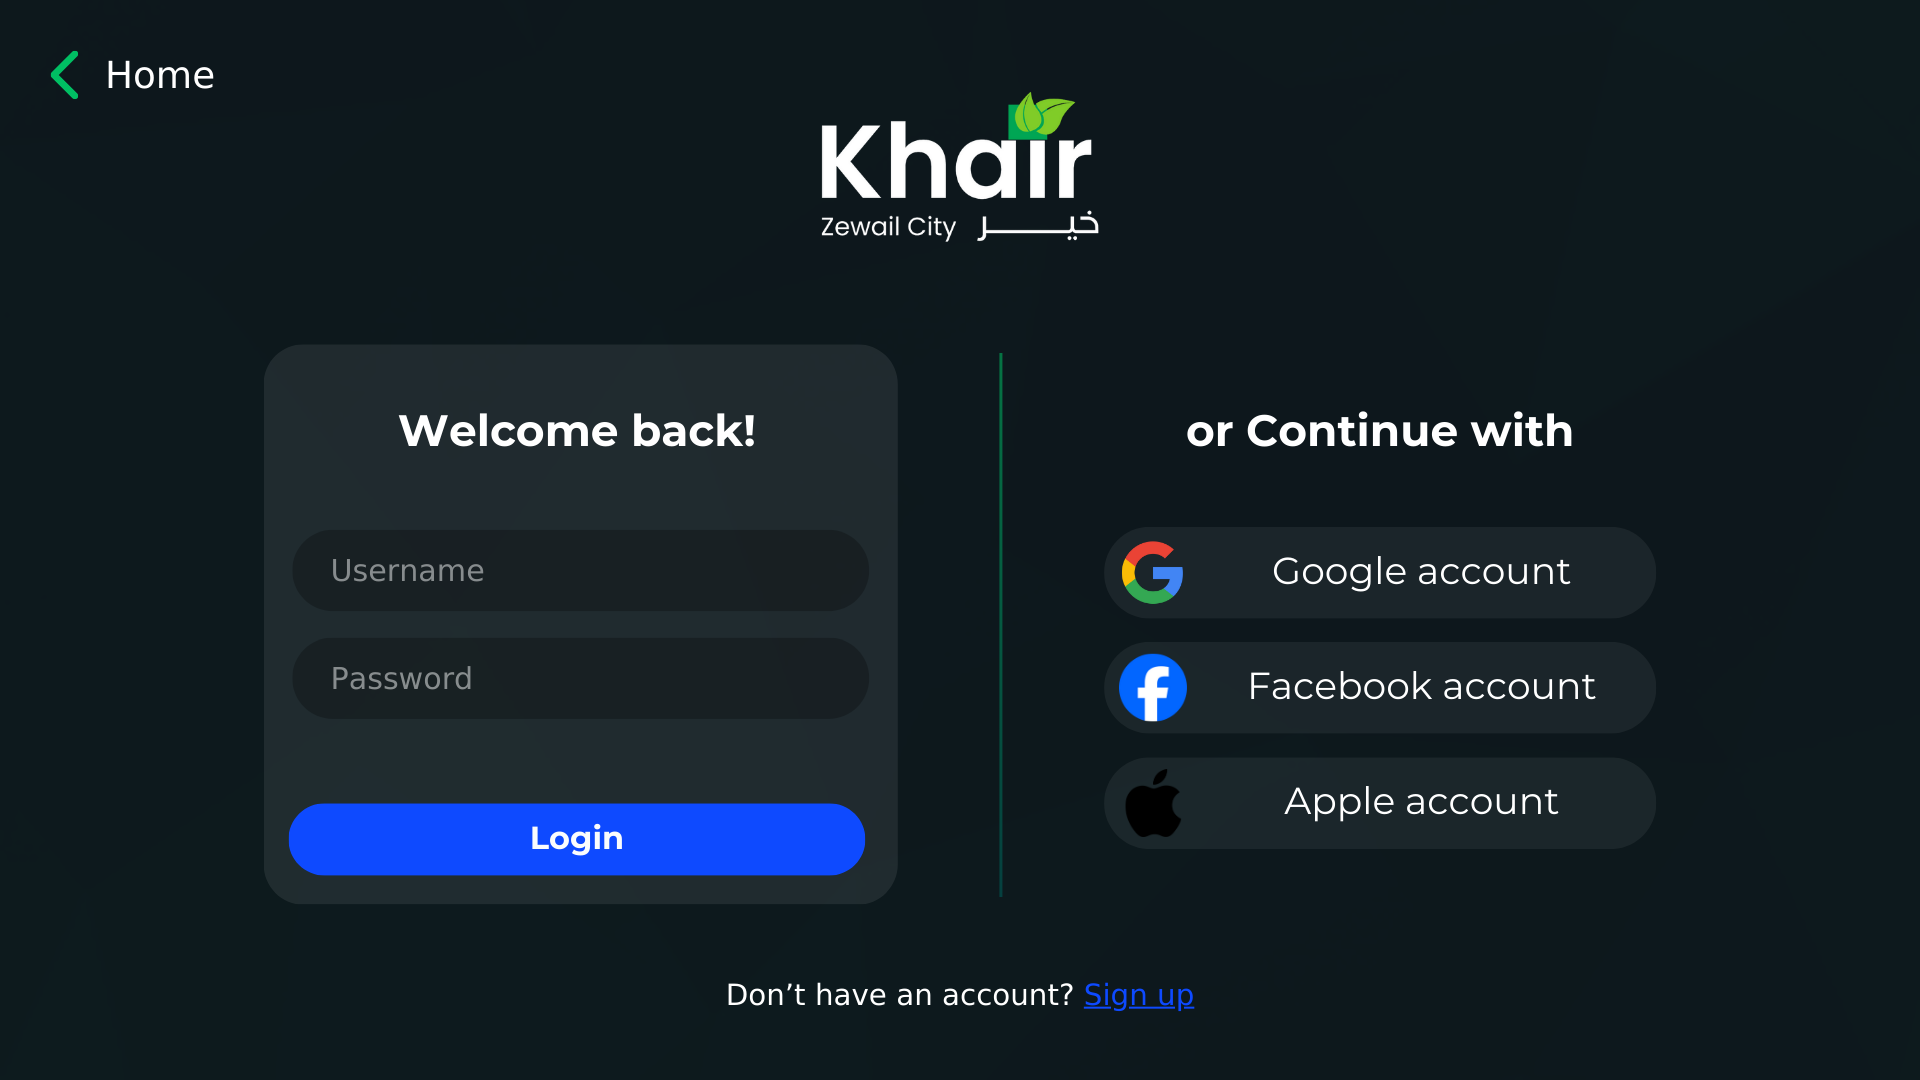 Home
Khair
Zewail City خير
Welcome back!
Username
Password
Login
or Continue with
Google account
Facebook account
Apple account
Don’t have an account? Sign up